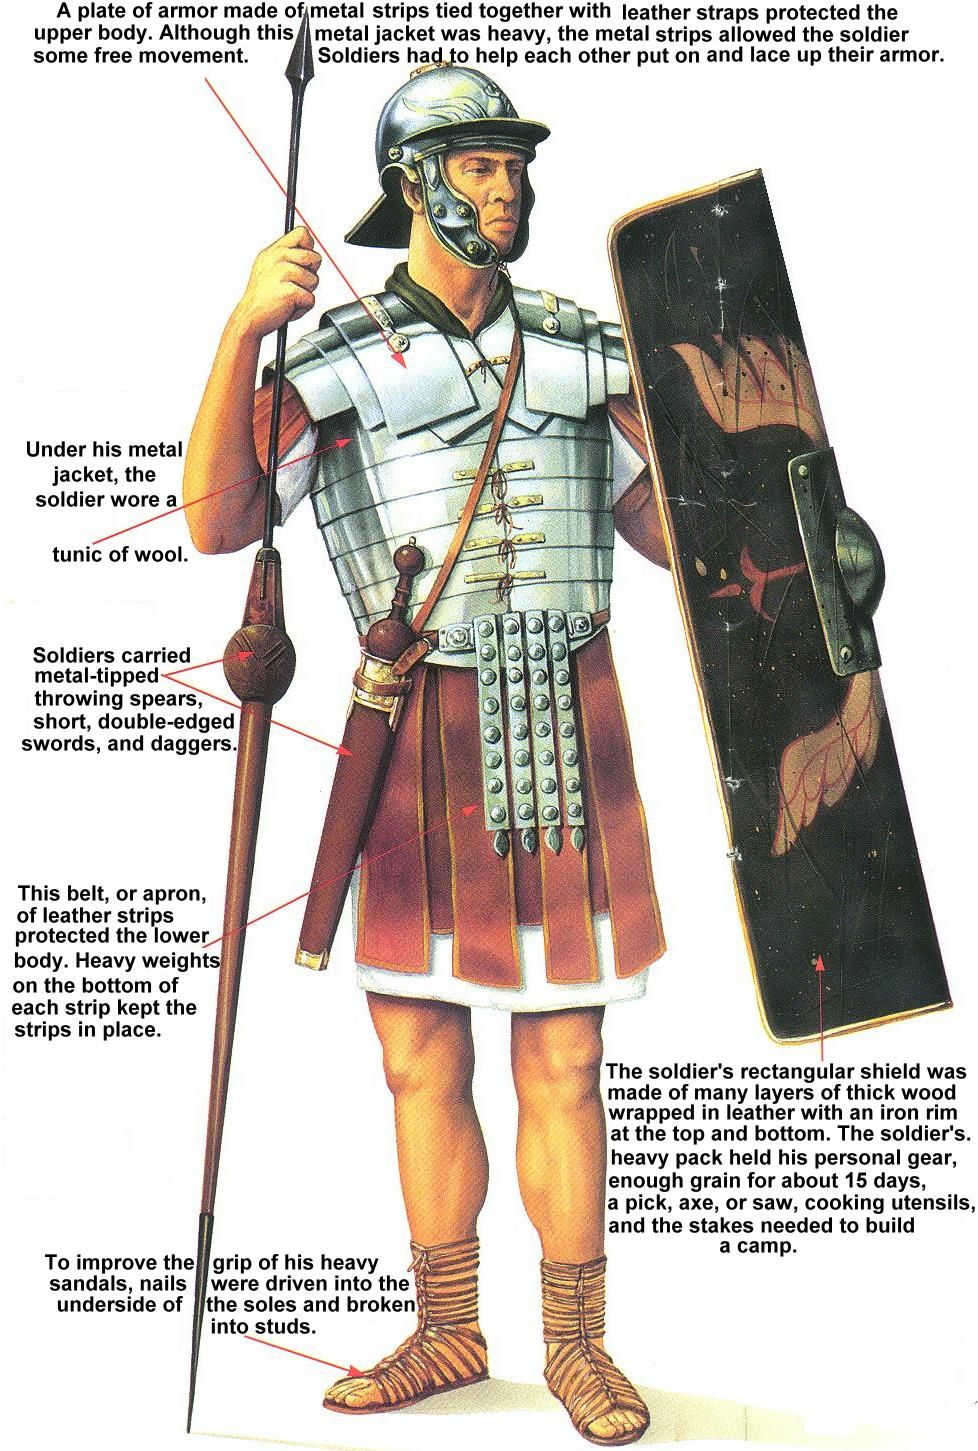 A plate of armor made of metal strips tied together with leather straps protected the
upper body. Although this metal jacket was heavy, the metal strips allowed the soldier
some free movement. Soldiers had to help each other put on and lace up their armor.
Under his metal
jacket, the
soldier wore a
tunic of wool.
Soldiers carried
metal-tipped
throwing spears,
short, double-edged
swords, and daggers.
This belt, or apron,
of leather strips
protected the lower
body. Heavy weights
on the bottom of
each strip kept the
strips in place.
The soldier's rectangular shield was
made of many layers of thick wood
wrapped in leather with an iron rim
at the top and bottom. The soldier's.
heavy pack held his personal gear,
enough grain for about 15 days,
a pick, axe, or saw, cooking utensils,
and the stakes needed to build
a camp.
To improve the grip of his heavy
sandals, nails were driven into the
underside of the soles and broken
into studs.